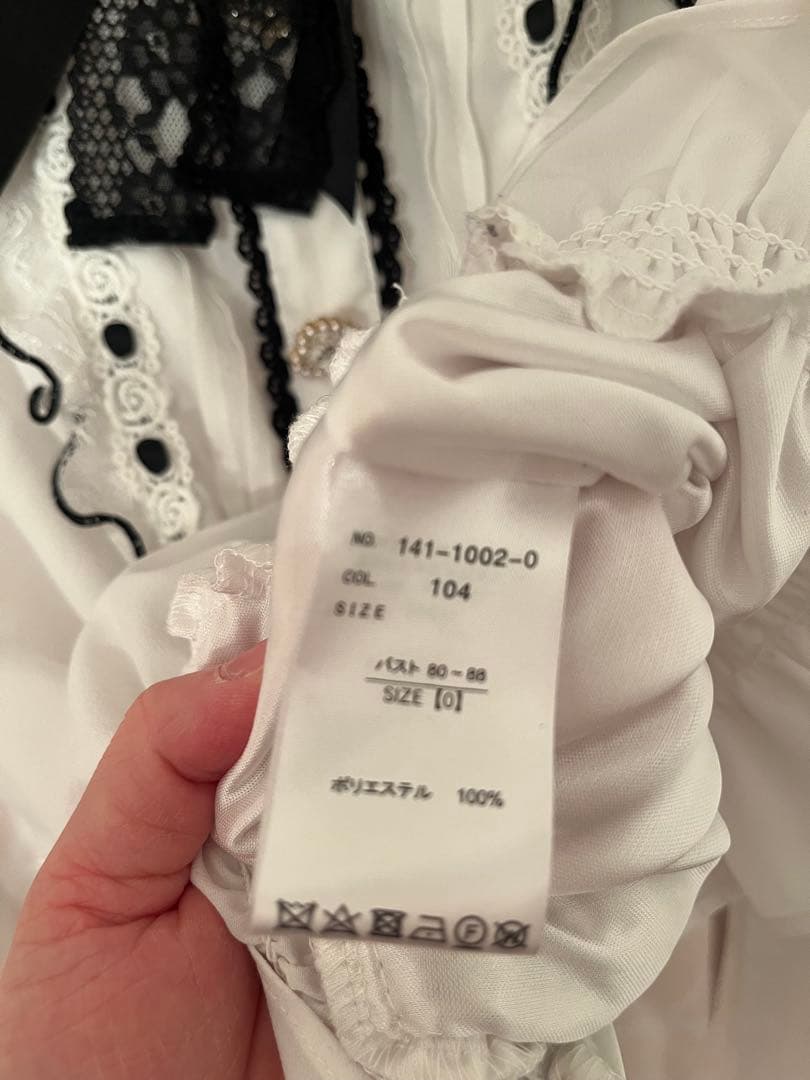 NO. 141-1002-0
COL. 104
SIZE
バスト 80-88
SIZE【0】
ポリエステル 100%
F